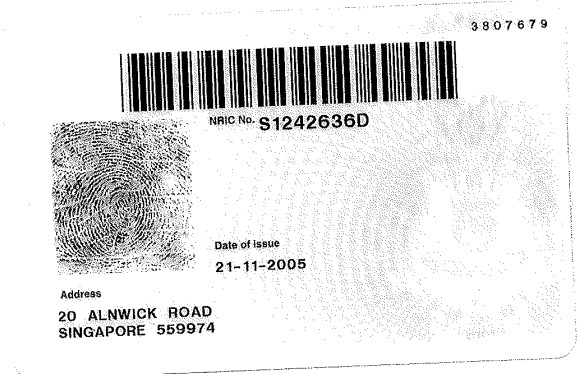 3807679
NRIC No. S1242636D
Date of issue
21-11-2005
Address
20 ALNWICK ROAD
SINGAPORE 559974